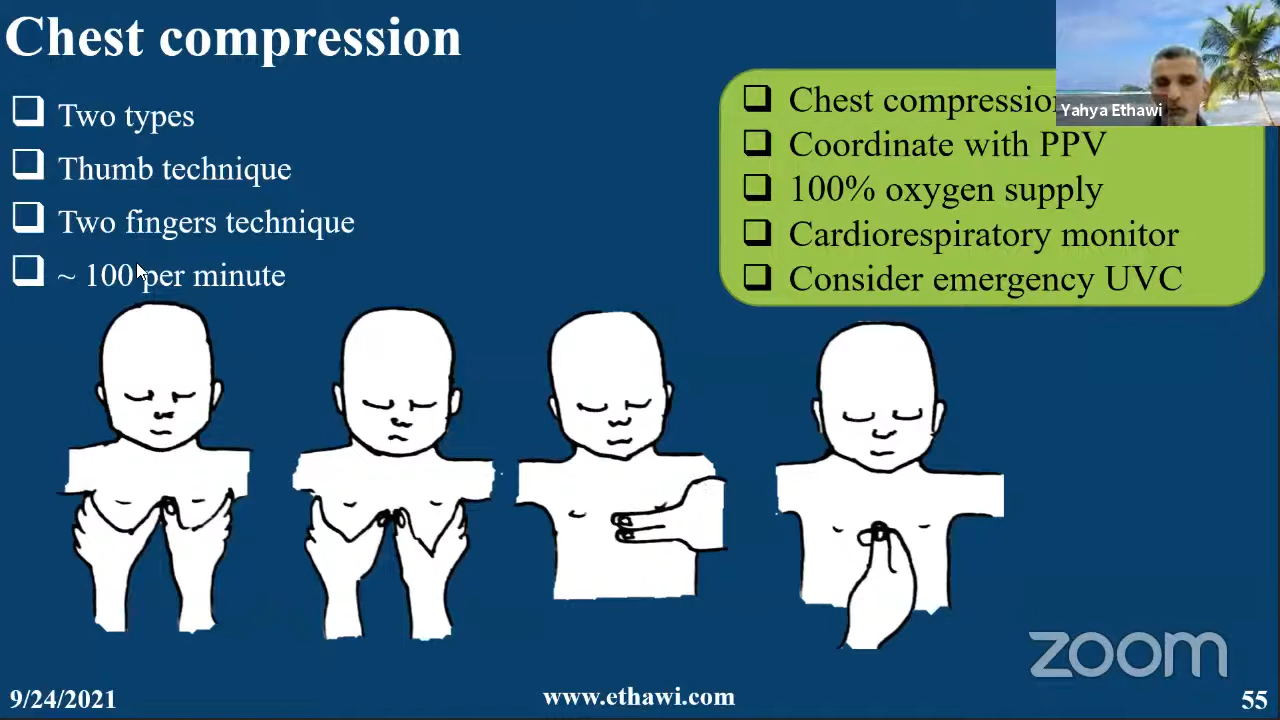 Chest compression
Two types
Thumb technique
Two fingers technique
~ 100 per minute
Chest compression
Coordinate with PPV
100% oxygen supply
Cardiorespiratory monitor
Consider emergency UVC
Yahya Ethawi
zoom
9/24/2021
www.ethawi.com
55